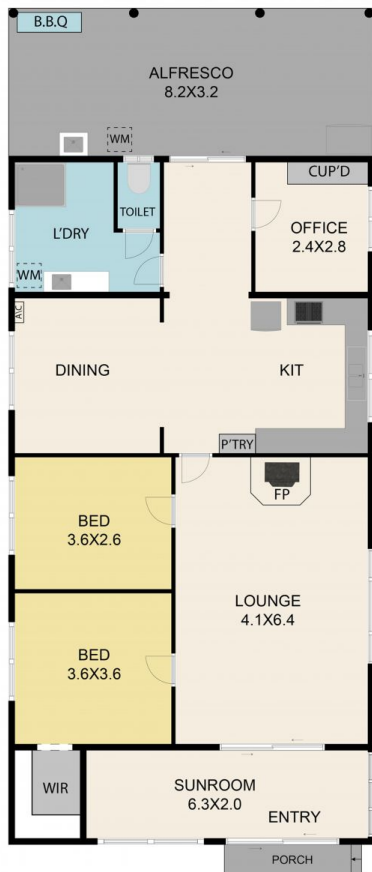 B.B.Q
ALFRESCO
8.2X3.2
WM
CUP'D
TOILET
L'DRY
OFFICE
2.4X2.8
WM
A\C
DINING
KIT
P'TRY
FP
BED
3.6X2.6
LOUNGE
4.1X6.4
BED
3.6X3.6
WIR
SUNROOM
6.3X2.0
ENTRY
PORCH